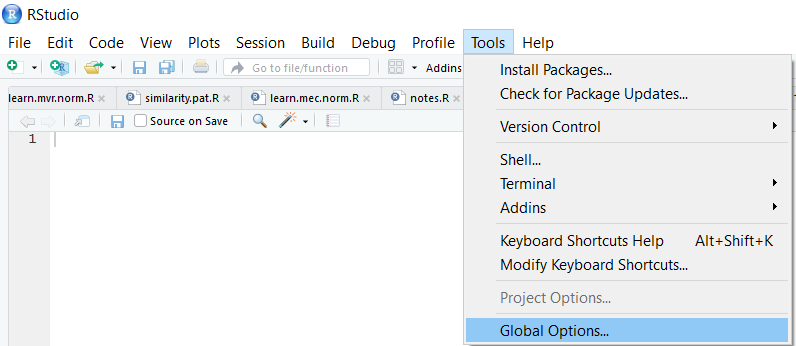 RStudio
File Edit Code View Plots Session Build Debug Profile Tools Help
Go to file/function Addins
learn.mvr.norm.R similarity.pat.R learn.mec.norm.R notes.R
Source on Save
1
Install Packages...
Check for Package Updates...
Version Control
Shell...
Terminal
Addins
Keyboard Shortcuts Help Alt+Shift+K
Modify Keyboard Shortcuts...
Project Options...
Global Options...